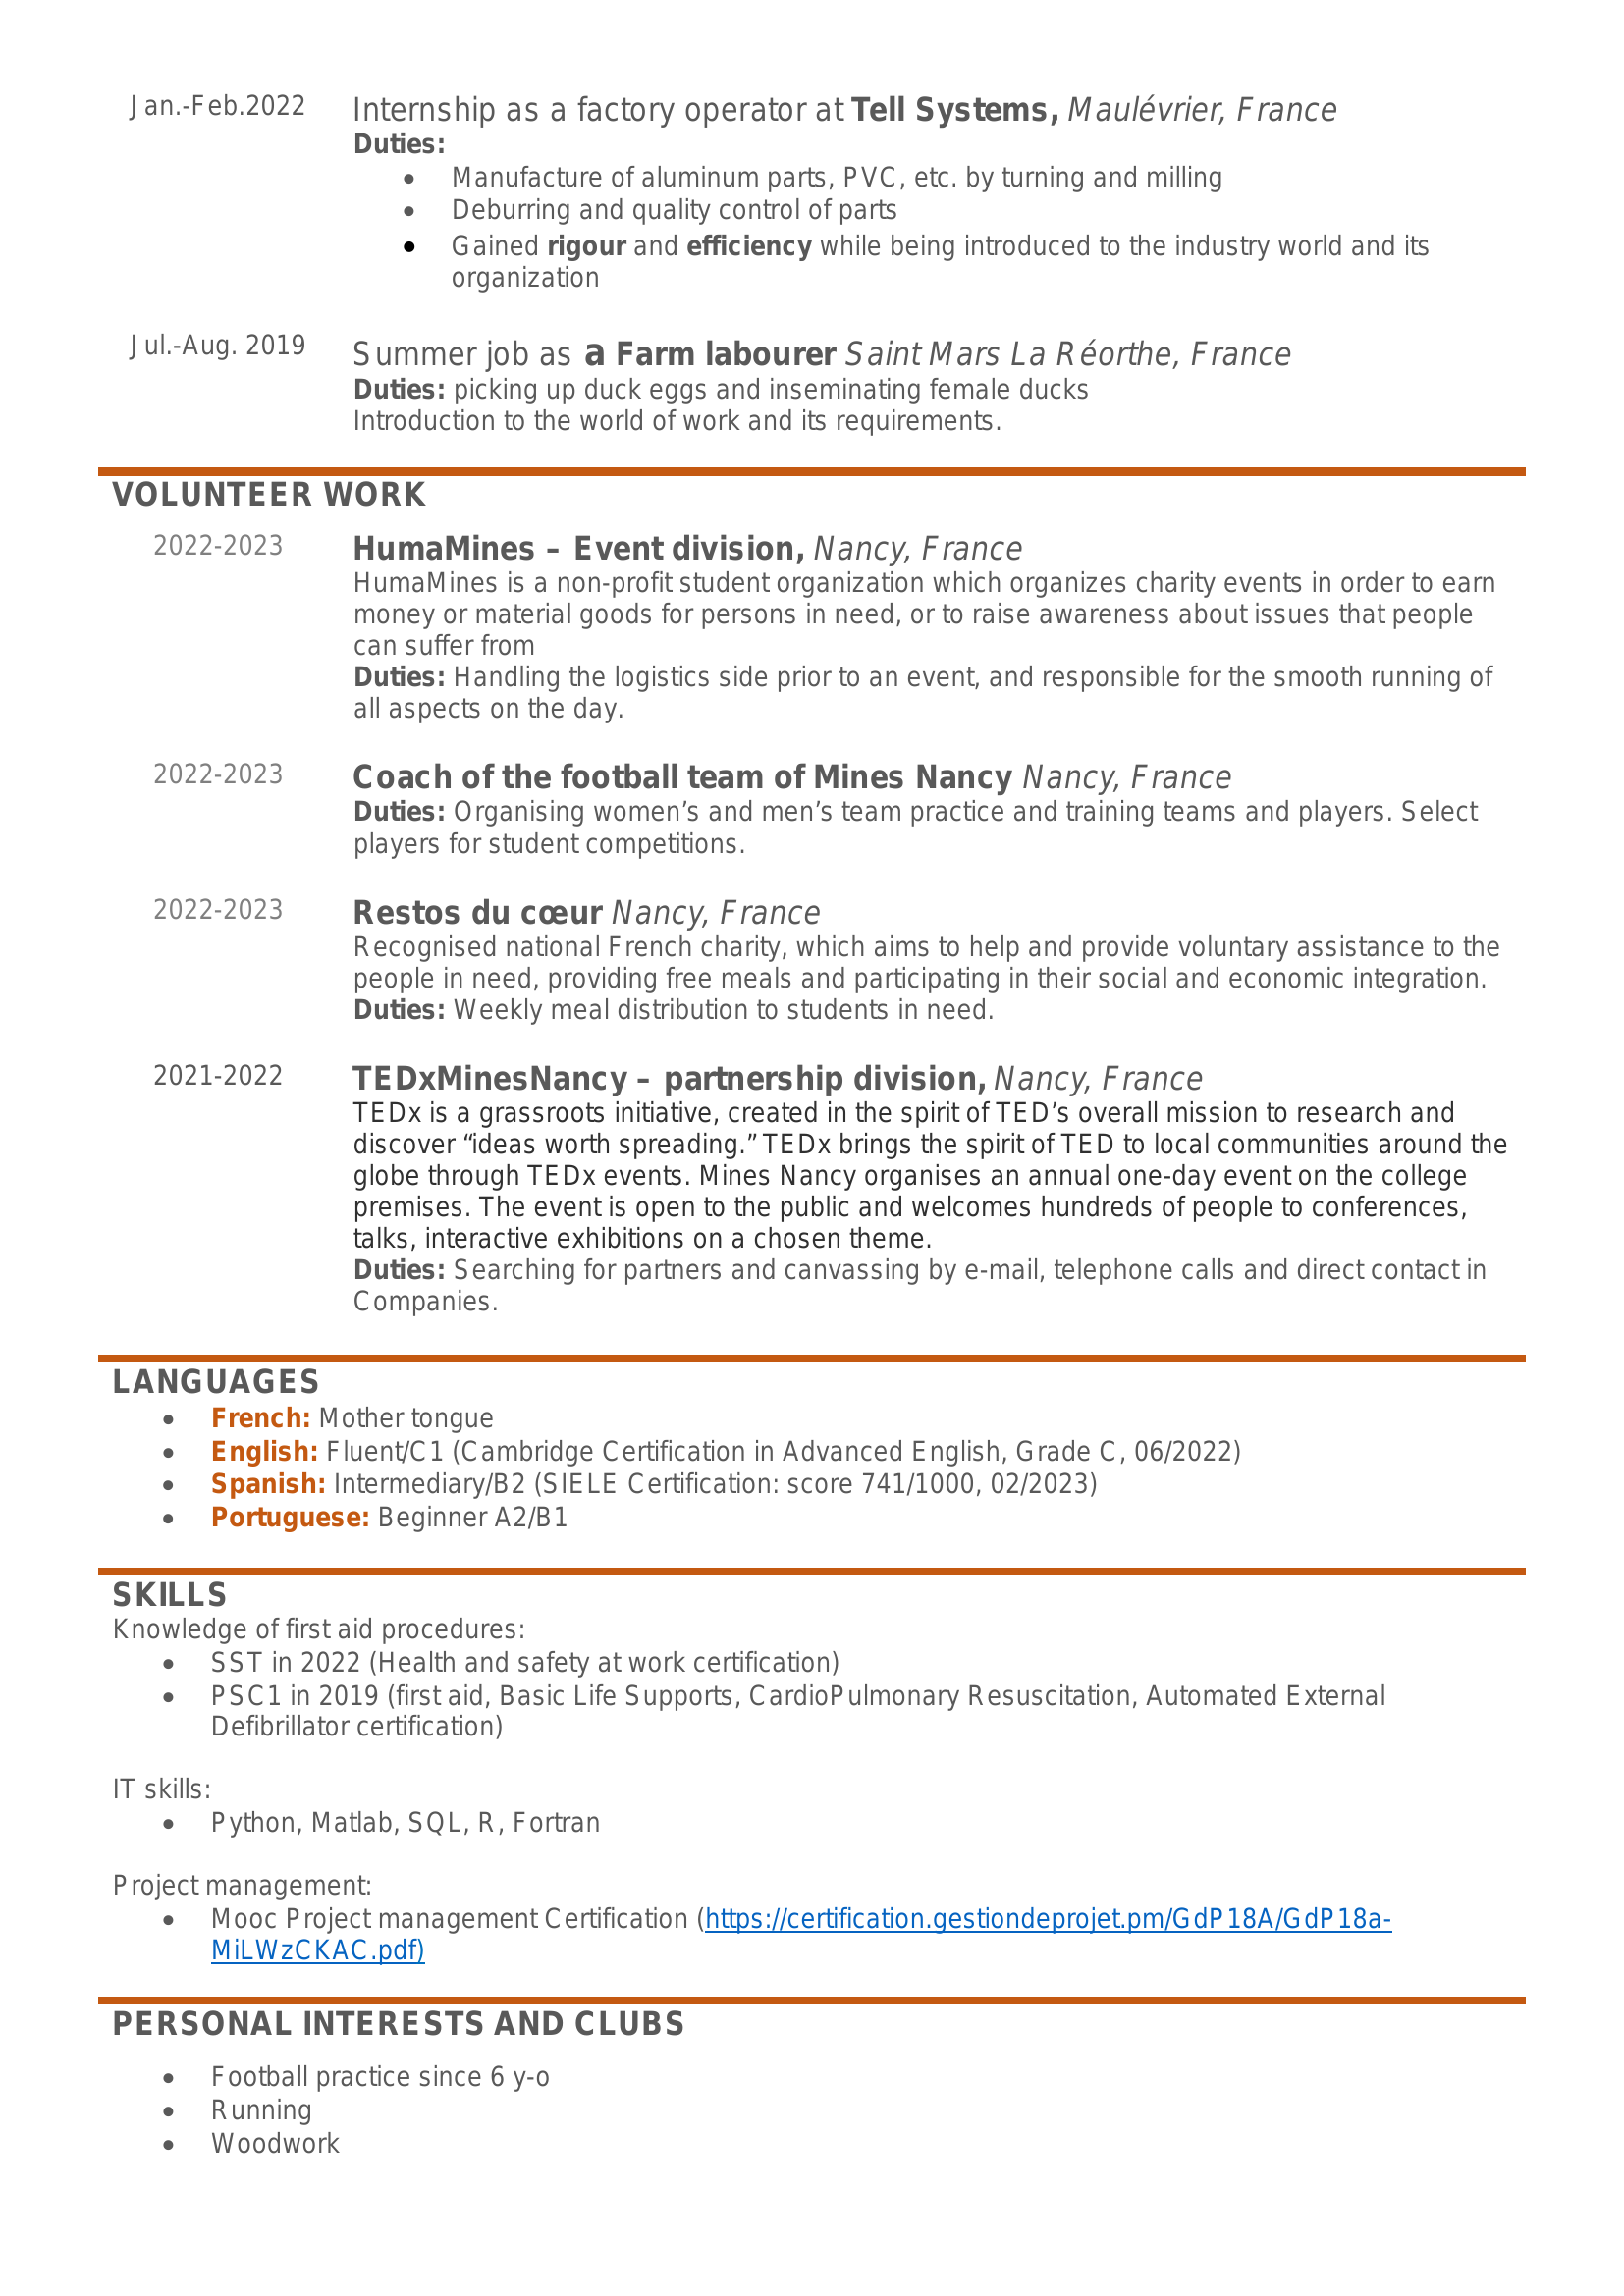 Jan.-Feb.2022 Internship as a factory operator at Tell Systems, Maulévrier, France
Duties:
• Manufacture of aluminum parts, PVC, etc. by turning and milling
• Deburring and quality control of parts
• Gained rigour and efficiency while being introduced to the industry world and its
organization
Jul.-Aug. 2019 Summer job as a Farm labourer Saint Mars La Réorthe, France
Duties: picking up duck eggs and inseminating female ducks
Introduction to the world of work and its requirements.
VOLUNTEER WORK
2022-2023 HumaMines – Event division, Nancy, France
HumaMines is a non-profit student organization which organizes charity events in order to earn
money or material goods for persons in need, or to raise awareness about issues that people
can suffer from
Duties: Handling the logistics side prior to an event, and responsible for the smooth running of
all aspects on the day.
2022-2023 Coach of the football team of Mines Nancy Nancy, France
Duties: Organising women’s and men’s team practice and training teams and players. Select
players for student competitions.
2022-2023 Restos du cœur Nancy, France
Recognised national French charity, which aims to help and provide voluntary assistance to the
people in need, providing free meals and participating in their social and economic integration.
Duties: Weekly meal distribution to students in need.
2021-2022 TEDxMinesNancy – partnership division, Nancy, France
TEDx is a grassroots initiative, created in the spirit of TED’s overall mission to research and
discover “ideas worth spreading.” TEDx brings the spirit of TED to local communities around the
globe through TEDx events. Mines Nancy organises an annual one-day event on the college
premises. The event is open to the public and welcomes hundreds of people to conferences,
talks, interactive exhibitions on a chosen theme.
Duties: Searching for partners and canvassing by e-mail, telephone calls and direct contact in
Companies.
LANGUAGES
• French: Mother tongue
• English: Fluent/C1 (Cambridge Certification in Advanced English, Grade C, 06/2022)
• Spanish: Intermediary/B2 (SIELE Certification: score 741/1000, 02/2023)
• Portuguese: Beginner A2/B1
SKILLS
Knowledge of first aid procedures:
• SST in 2022 (Health and safety at work certification)
• PSC1 in 2019 (first aid, Basic Life Supports, CardioPulmonary Resuscitation, Automated External
Defibrillator certification)
IT skills:
• Python, Matlab, SQL, R, Fortran
Project management:
• Mooc Project management Certification (https://certification.gestiondeprojet.pm/GdP18A/GdP18a-
MiLWzCKAC.pdf)
PERSONAL INTERESTS AND CLUBS
• Football practice since 6 y-o
• Running
• Woodwork